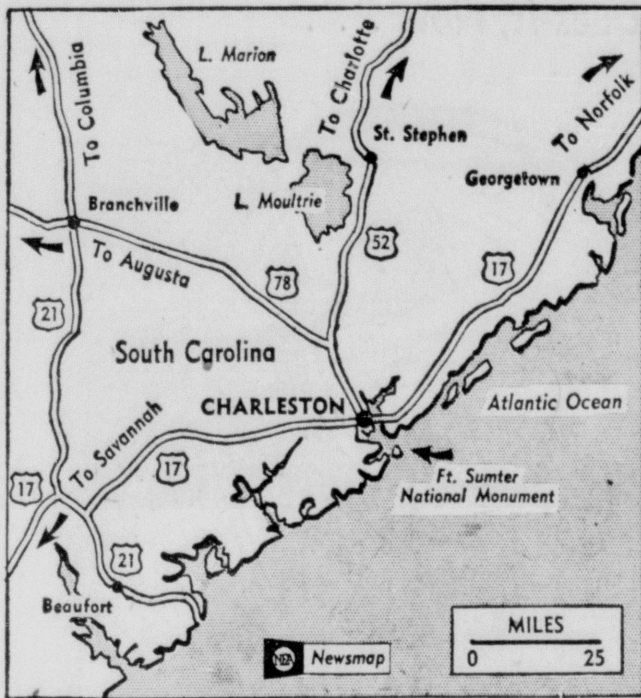 To Columbia
L. Marion
To Charlotte
St. Stephen
To Norfolk
Georgetown
Branchville
L. Moultrie
To Augusta
52
78
17
21
South Carolina
CHARLESTON
Atlantic Ocean
To Savannah
17
17
Ft. Sumter
National Monument
21
Beaufort
MILES
0 25
NEA Newsmap